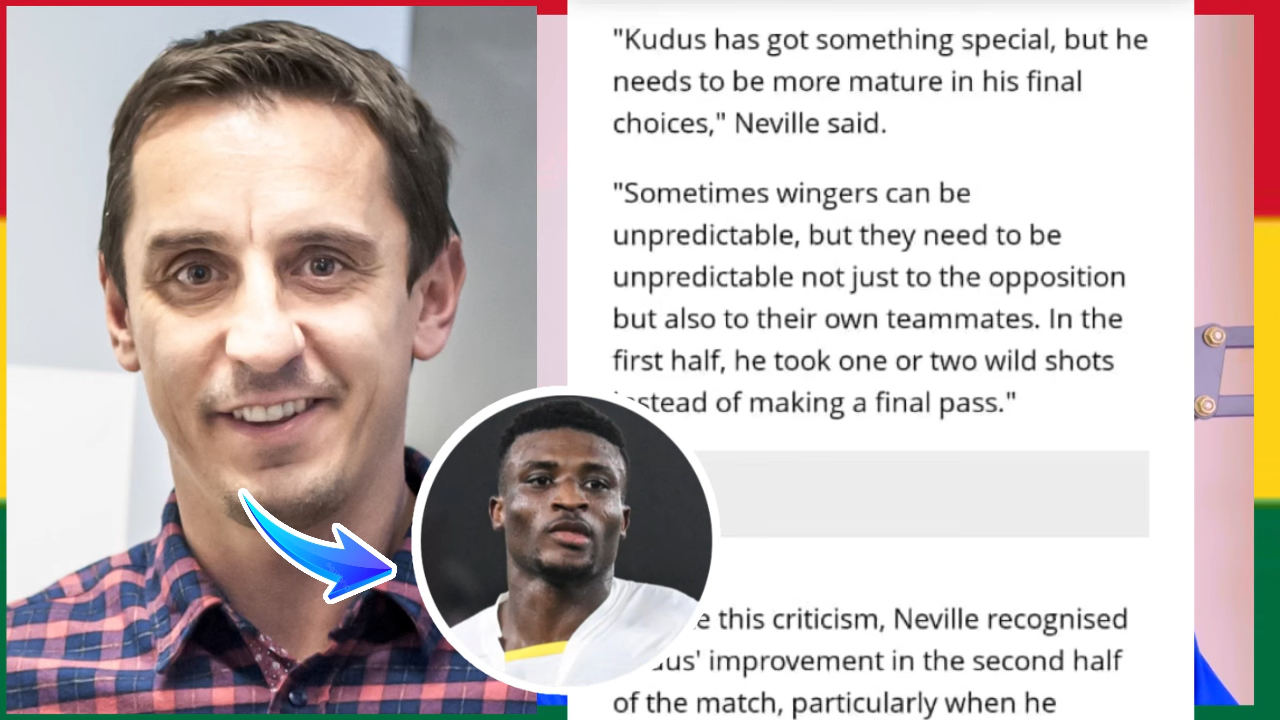 "Kudus has got something special, but he
needs to be more mature in his final
choices," Neville said.
"Sometimes wingers can be
unpredictable, but they need to be
unpredictable not just to the opposition
but also to their own teammates. In the
first half, he took one or two wild shots
instead of making a final pass."
this criticism, Neville recognised
improvement in the second half
of the match, particularly when he